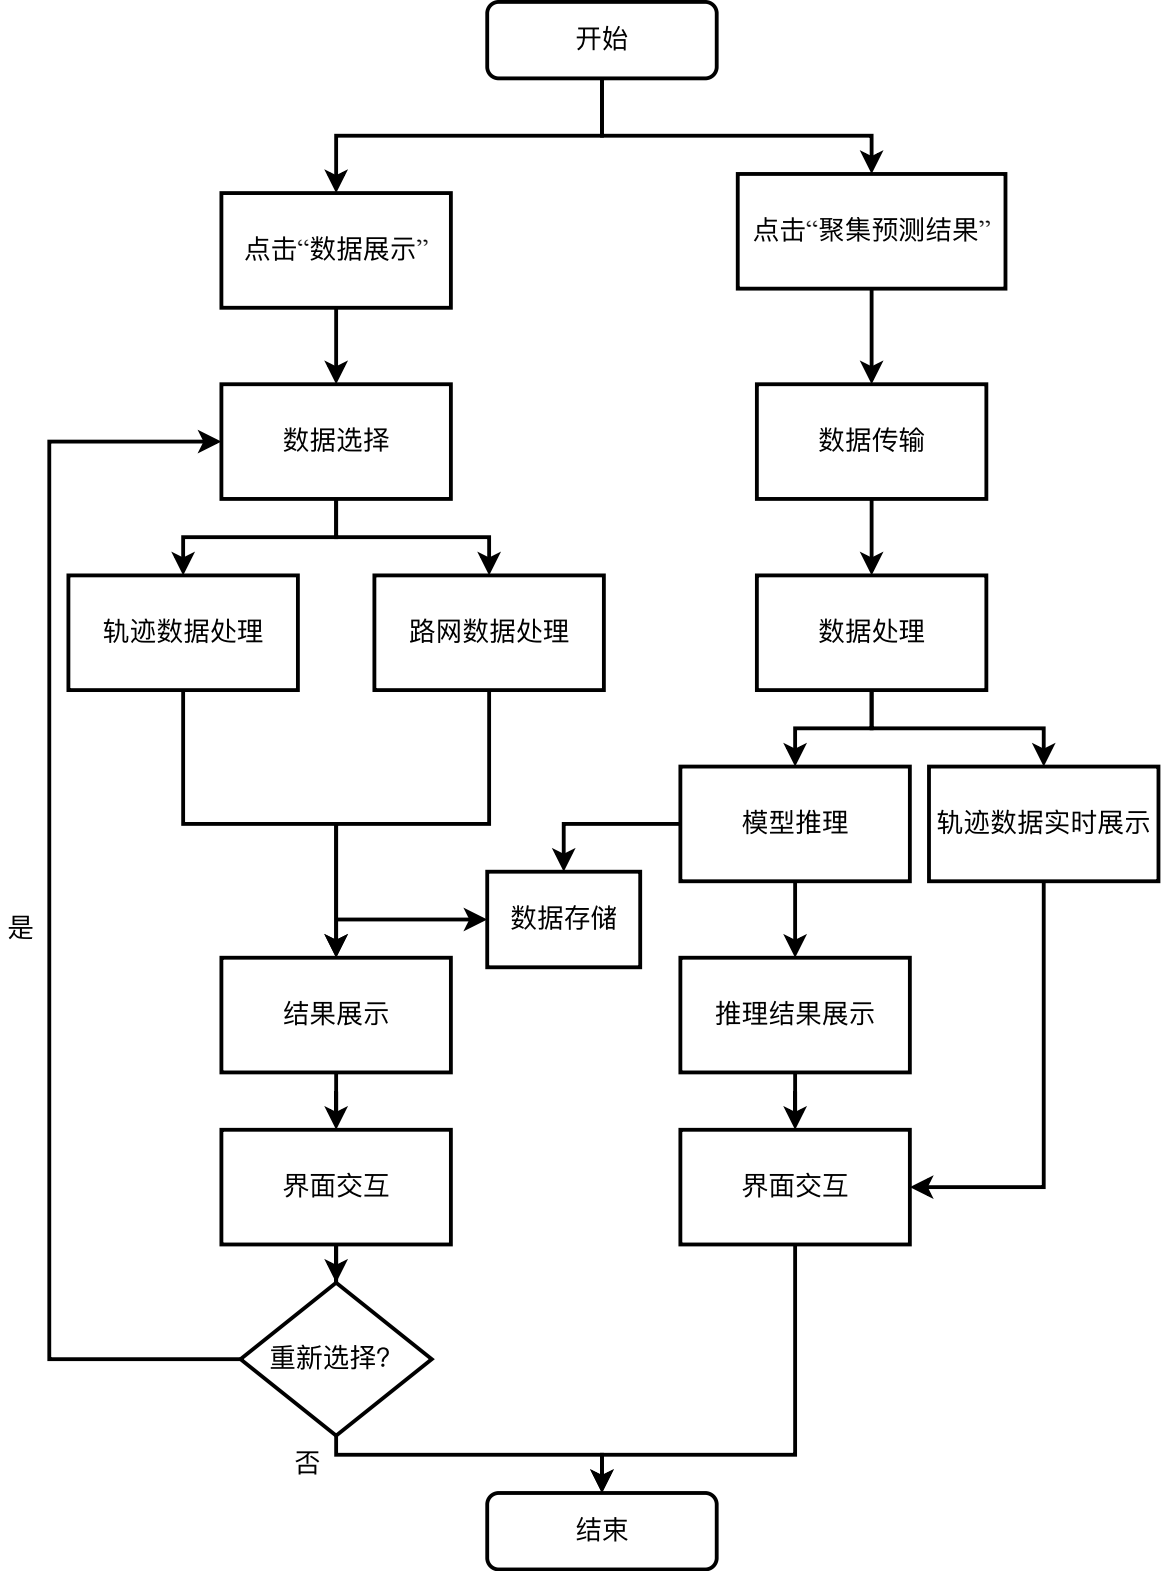 开始
点击“数据展示”
点击“聚集预测结果”
数据选择
数据传输
轨迹数据处理
路网数据处理
数据处理
模型推理
轨迹数据实时展示
数据存储
是
结果展示
推理结果展示
界面交互
界面交互
重新选择?
否
结束